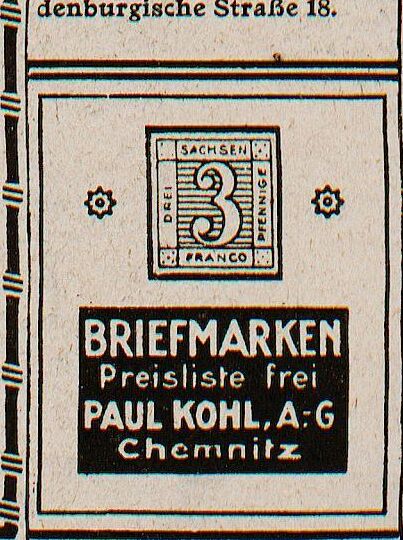 denburgische Straße 18.
SACHSEN
DREI
3
PFENNIGE
FRANCO
BRIEFMARKEN
Preisliste frei
PAUL KOHL, A.-G
Chemnitz